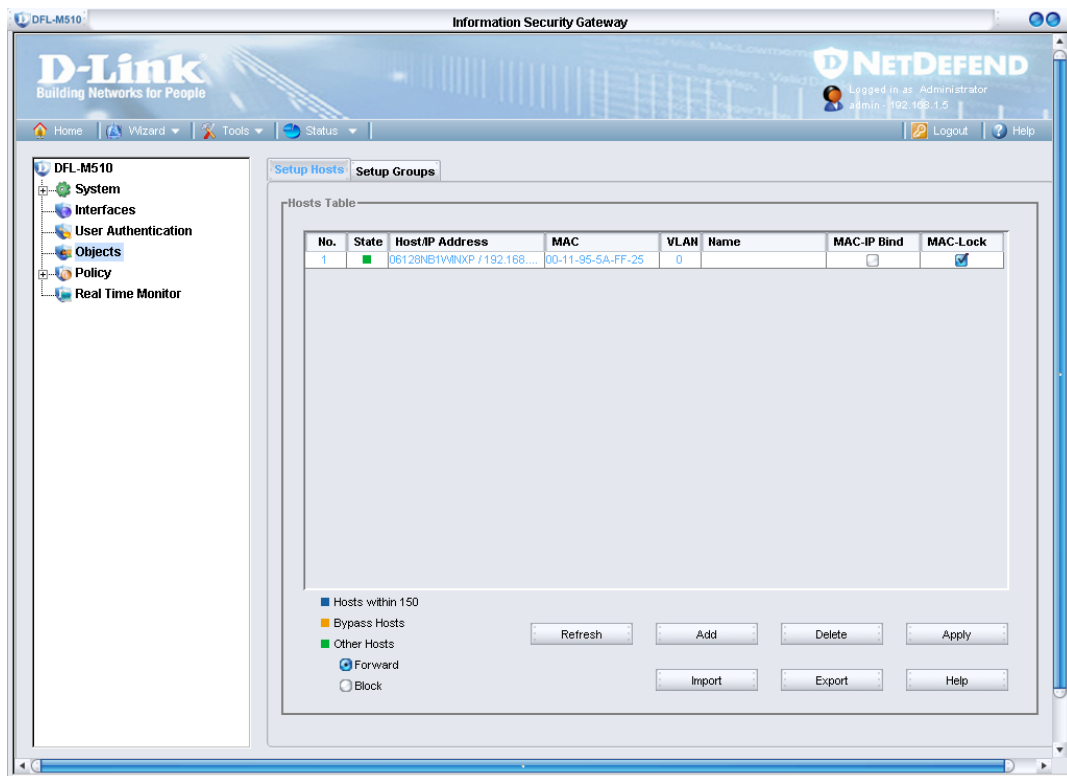 DFL-M510
Information Security Gateway
D-Link
Building Networks for People
NETDEFEND
Logged in as Administrator
admin - 192.168.1.5
Home Wizard Tools Status Logout Help
DFL-M510
System
Interfaces
User Authentication
Objects
Policy
Real Time Monitor
Setup Hosts Setup Groups
Hosts Table
No. State Host/IP Address MAC VLAN Name MAC-IP Bind MAC-Lock
1 06128NB1WINXP / 192.168.... 00-11-95-5A-FF-25 0
Hosts within 150
Bypass Hosts
Other Hosts
Forward
Block
Refresh Add Delete Apply
Import Export Help